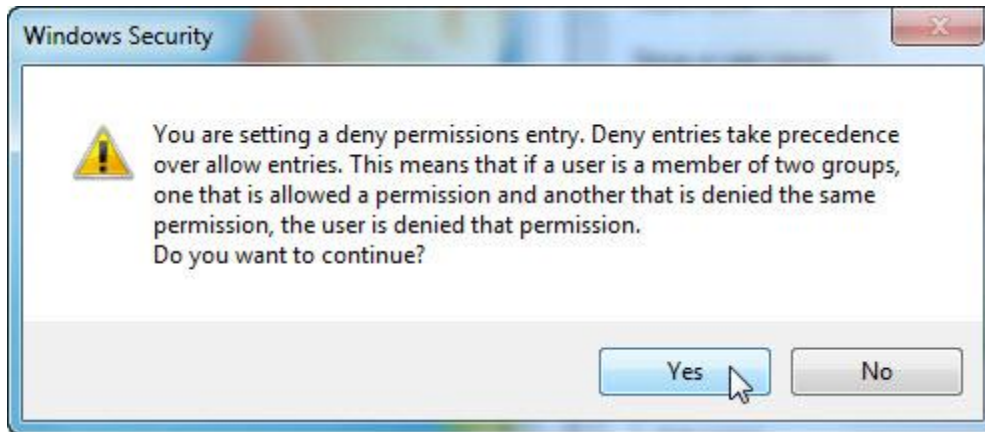 Windows Security
You are setting a deny permissions entry. Deny entries take precedence
over allow entries. This means that if a user is a member of two groups,
one that is allowed a permission and another that is denied the same
permission, the user is denied that permission.
Do you want to continue?
Yes
No